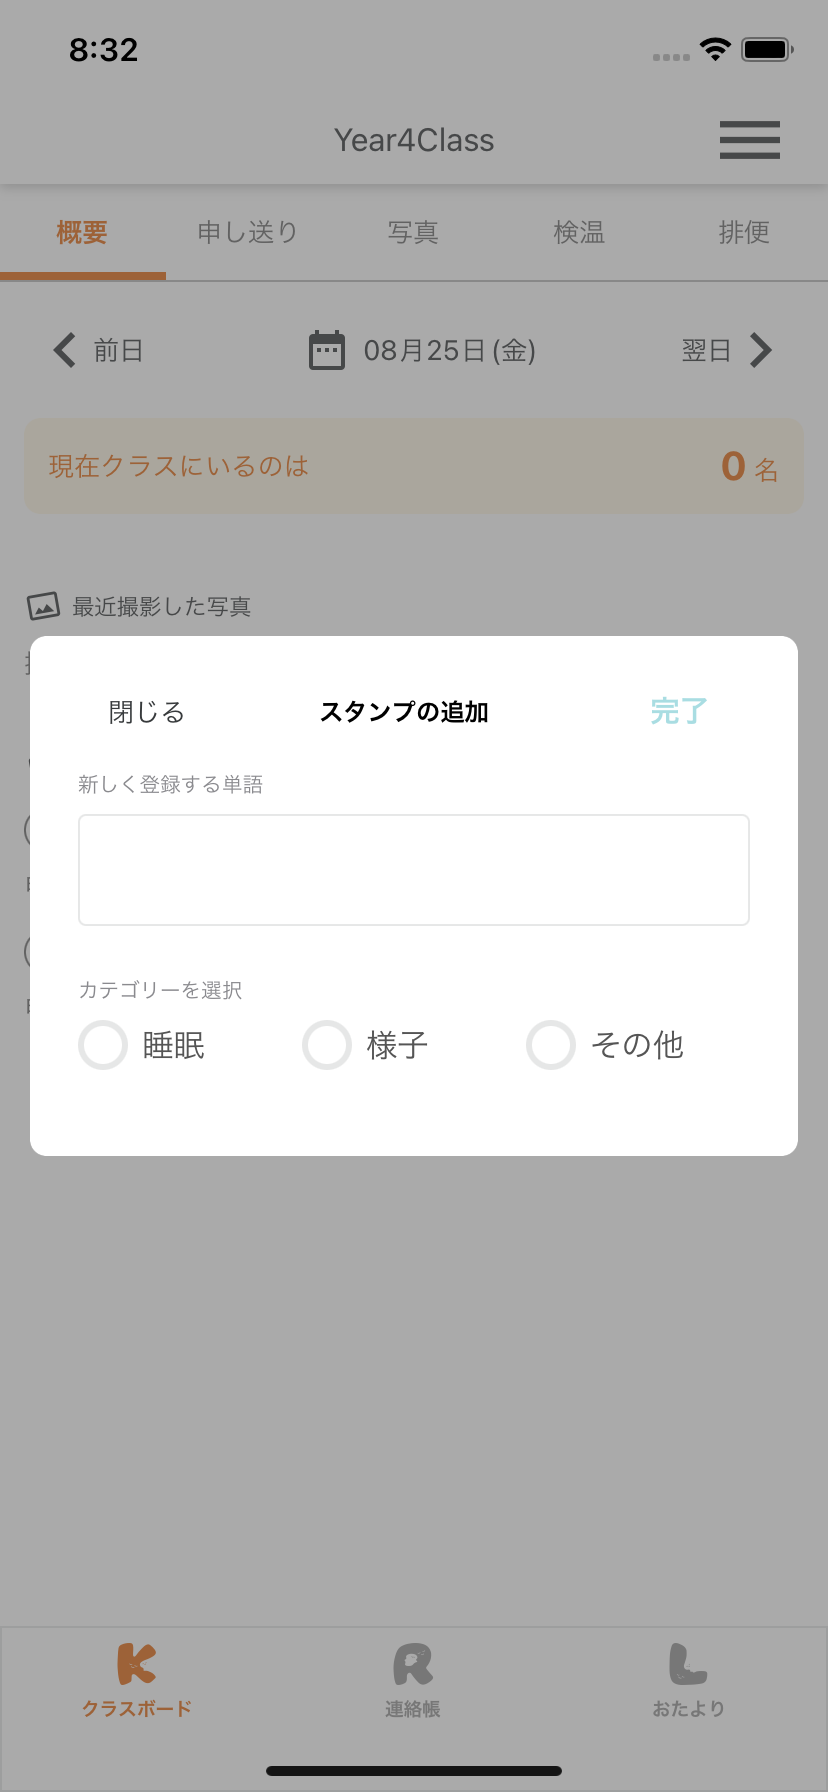 8:32
Year4Class
概要 申し送り 写真 検温 排便
前日 08月25日(金) 翌日
現在クラスにいるのは 0 名
最近撮影した写真
閉じる スタンプの追加 完了
新しく登録する単語
カテゴリーを選択
睡眠 様子 その他
K R L
クラスボード 連絡帳 おたより